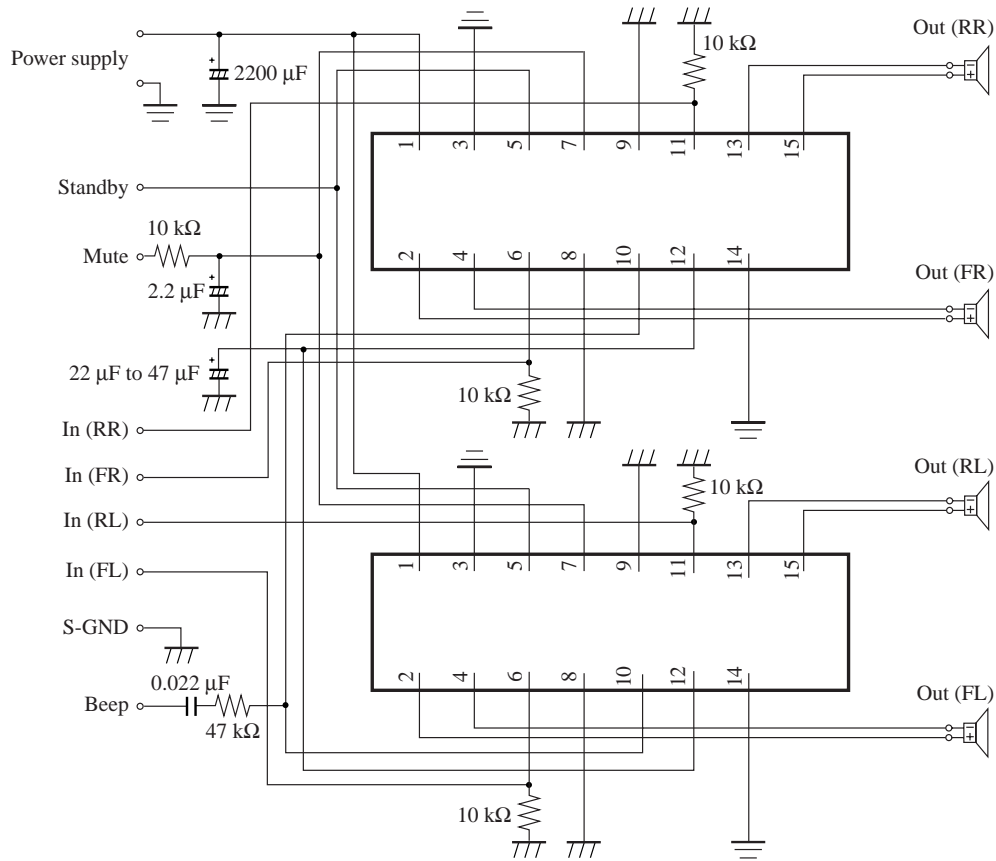 10 kΩ
Out (RR)
Power supply
2200 µF
1 3 5 7 9 11 13 15
Standby
10 kΩ
Mute
2 4 6 8 10 12 14
Out (FR)
2.2 µF
22 µF to 47 µF
10 kΩ
In (RR)
In (FR)
Out (RL)
10 kΩ
In (RL)
In (FL)
1 3 5 7 9 11 13 15
S-GND
0.022 µF
2 4 6 8 10 12 14
Beep
Out (FL)
47 kΩ
10 kΩ